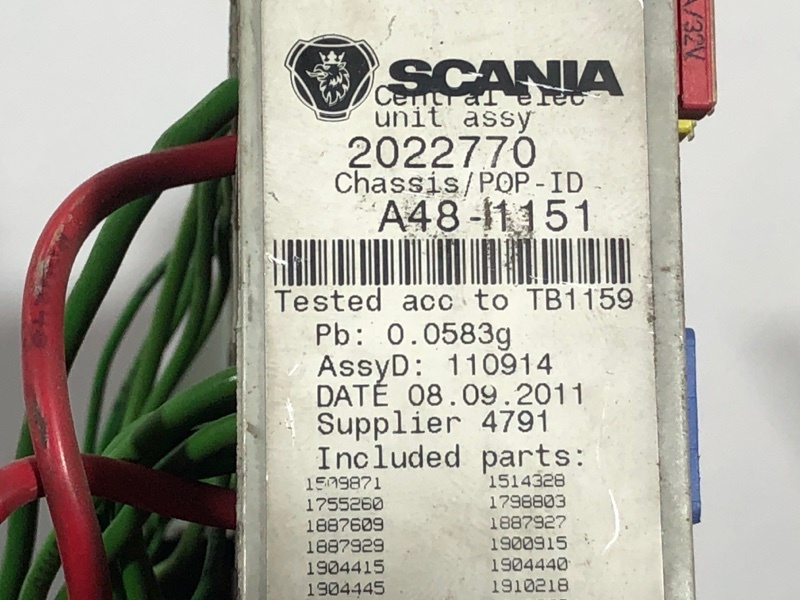 SCANIA
Central elec
unit assy
2022770
Chassis/POP-ID
A48-1151
Tested acc to TB1159
Pb: 0.0583g
AssyD: 110914
DATE 08.09.2011
Supplier 4791
Included parts:
1509871 1514328
1755260 1798803
1887609 1887927
1887929 1900915
1904415 1904440
1904445 1910218
/32V